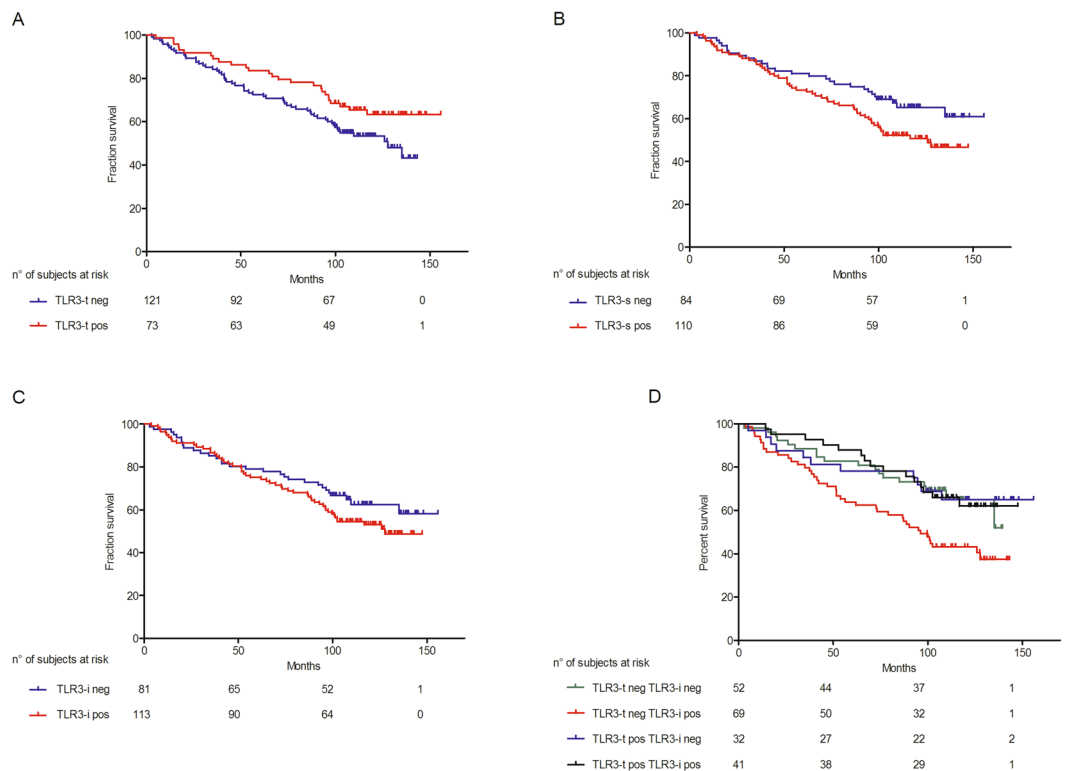 A
Fraction survival
100
80
60
40
20
0
0 50 100 150
Months
n° of subjects at risk
TLR3-t neg 121 92 67 0
TLR3-t pos 73 63 49 1
B
Fraction survival
100
80
60
40
20
0
0 50 100 150
Months
n° of subjects at risk
TLR3-s neg 84 69 57 1
TLR3-s pos 110 86 59 0
C
Fraction survival
100
80
60
40
20
0
0 50 100 150
Months
n° of subjects at risk
TLR3-i neg 81 65 52 1
TLR3-i pos 113 90 64 0
D
Percent survival
100
80
60
40
20
0
0 50 100 150
Months
n° of subjects at risk
TLR3-t neg TLR3-i neg 52 44 37 1
TLR3-t neg TLR3-i pos 69 50 32 1
TLR3-t pos TLR3-i neg 32 27 22 2
TLR3-t pos TLR3-i pos 41 38 29 1